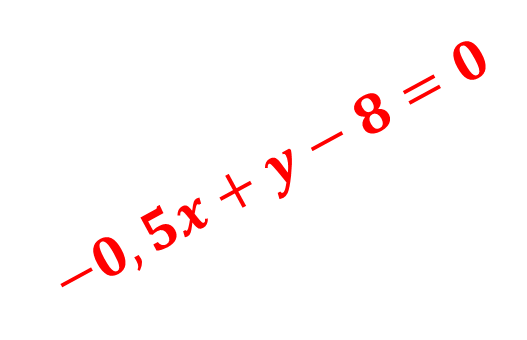 −0,5x + y − 8 = 0